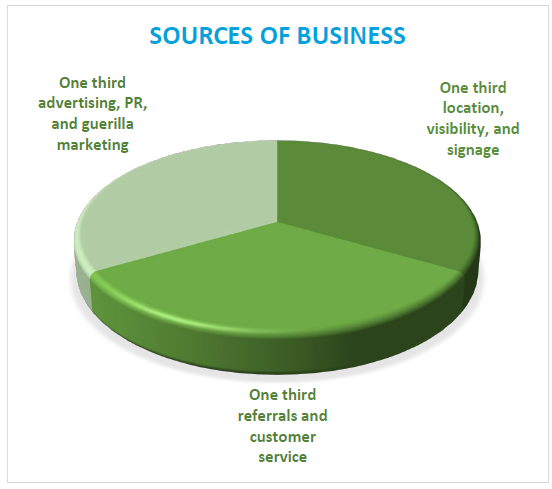 SOURCES OF BUSINESS
One third
advertising, PR,
and guerilla
marketing
One third
location,
visibility, and
signage
One third
referrals and
customer
service